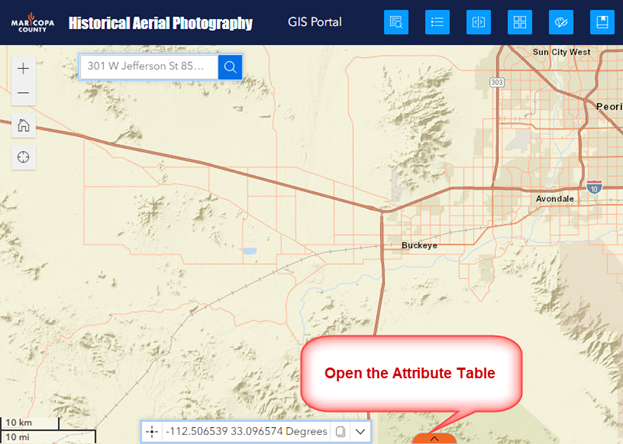 MARICOPA
COUNTY
Historical Aerial Photography
GIS Portal
301 W Jefferson St 85...
Sun City West
303
Peori
10
Avondale
Buckeye
Open the Attribute Table
10 km
10 mi
-112.506539 33.096574 Degrees